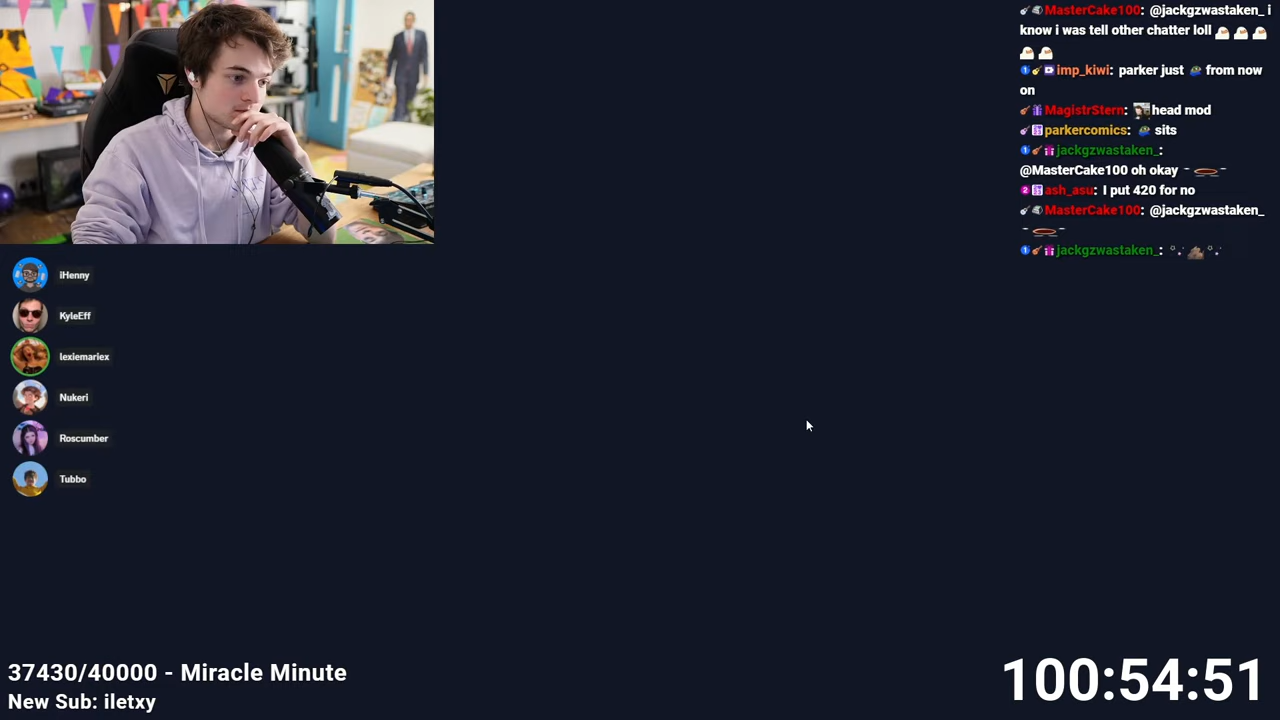 MasterCake100: @jackgzwastaken_ i
know i was tell other chatter loll
imp_kiwi: parker just from now
on
MagistrStern: head mod
parkercomics: sits
jackgzwastaken_:
@MasterCake100 oh okay
ash_asu: I put 420 for no
MasterCake100: @jackgzwastaken_
jackgzwastaken_:
iHenny
KyleEff
lexiemariex
Nukeri
Roscumber
Tubbo
37430/40000 - Miracle Minute
New Sub: iletxy
100:54:51